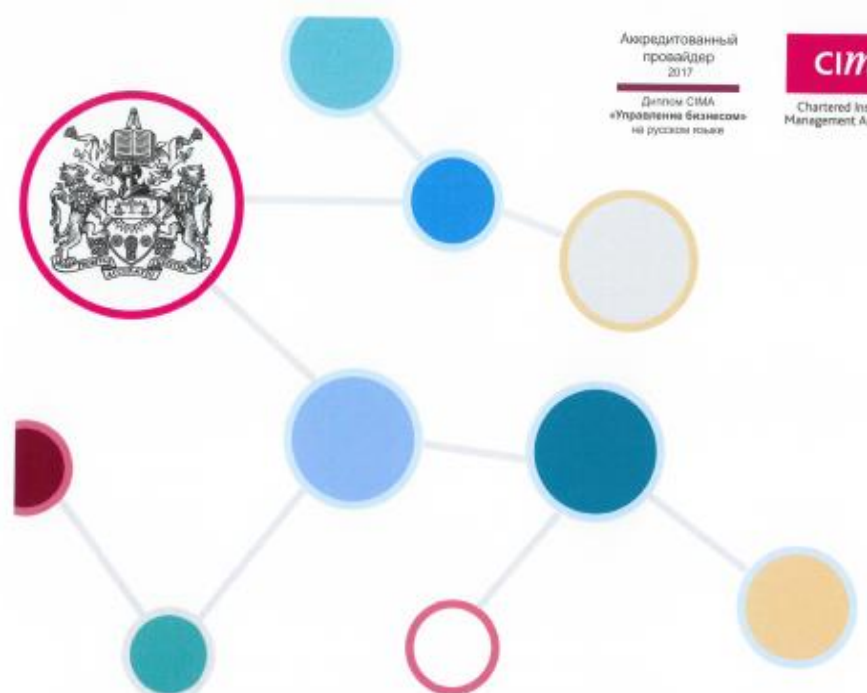 Аккредитованный
провайдер
2017
Диплом CIMA
«Управление бизнесом»
на русском языке
CIM
Chartered Ins
Management A